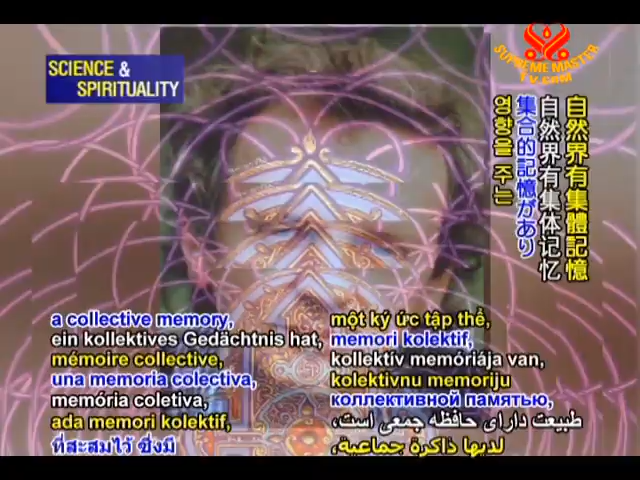 SCIENCE &
SPIRITUALITY
SUPREME MASTER
TV.COM
自然界有集體記憶
自然界有集体记忆
集合的記憶があり
영향을 주는
a collective memory,
ein kollektives Gedächtnis hat,
mémoire collective,
una memoria colectiva,
memória coletiva,
ada memori kolektif,
ที่สะสมไว้ ซึ่งมี
một ký ức tập thể,
memori kolektif,
kollektív memóriája van,
kolektivnu memoriju
коллективной памятью,
طبیعت دارای حافظه جمعی است،
لديها ذاكرة جماعية،